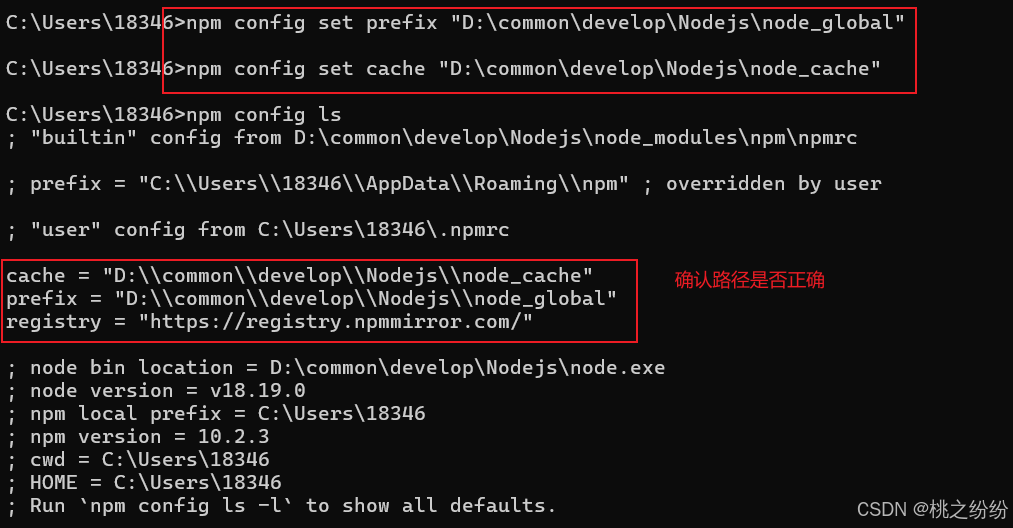 C:\Users\18346>npm config set prefix "D:\common\develop\Nodejs\node_global"
C:\Users\18346>npm config set cache "D:\common\develop\Nodejs\node_cache"
C:\Users\18346>npm config ls
; "builtin" config from D:\common\develop\Nodejs\node_modules\npm\npmrc
; prefix = "C:\\Users\\18346\\AppData\\Roaming\\npm" ; overridden by user
; "user" config from C:\Users\18346\.npmrc
cache = "D:\\common\\develop\\Nodejs\\node_cache"
确认路径是否正确
prefix = "D:\\common\\develop\\Nodejs\\node_global"
registry = "https://registry.npmmirror.com/"
; node bin location = D:\common\develop\Nodejs\node.exe
; node version = v18.19.0
; npm local prefix = C:\Users\18346
; npm version = 10.2.3
; cwd = C:\Users\18346
; HOME = C:\Users\18346
; Run `npm config ls -l` to show all defaults.
CSDN @桃之纷纷